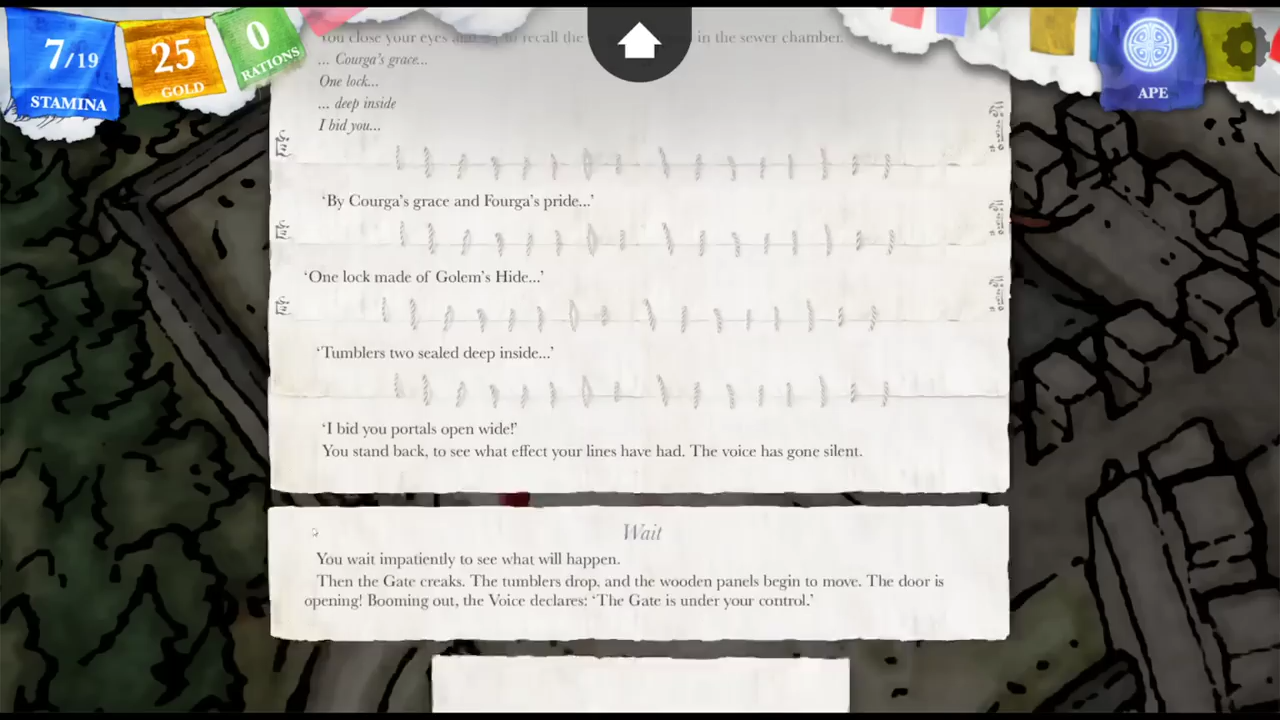 7/19
STAMINA
25
GOLD
0
RATIONS
APE
You close your eyes and try to recall the in the sewer chamber.
... Courga's grace...
One lock...
... deep inside
I bid you...
'By Courga's grace and Fourga's pride...'
'One lock made of Golem's Hide...'
'Tumblers two sealed deep inside...'
'I bid you portals open wide!'
You stand back, to see what effect your lines have had. The voice has gone silent.
Wait
You wait impatiently to see what will happen.
Then the Gate creaks. The tumblers drop, and the wooden panels begin to move. The door is
opening! Booming out, the Voice declares: 'The Gate is under your control.'